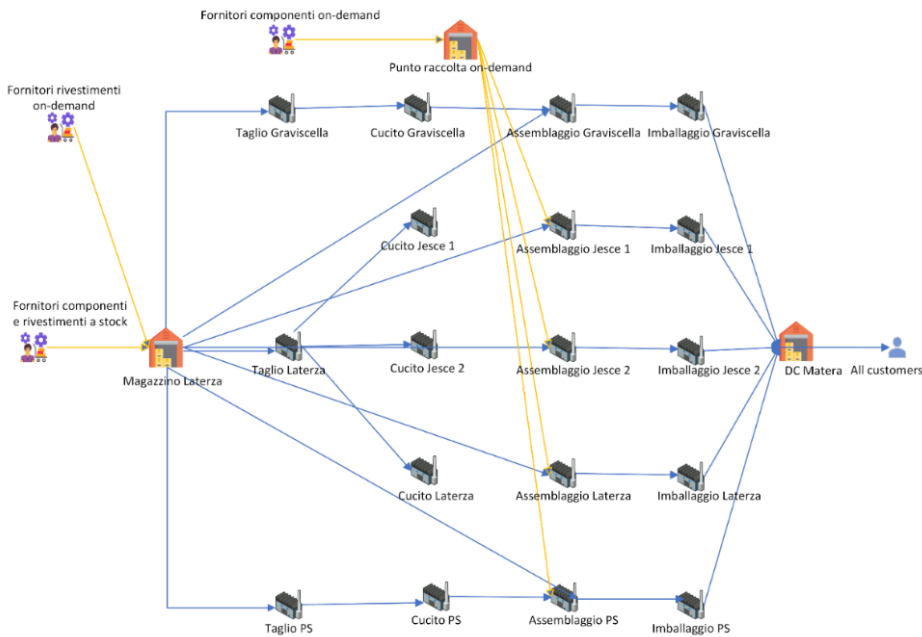 Fornitori componenti on-demand
Punto raccolta on-demand
Fornitori rivestimenti
on-demand
Taglio Graviscella
Cucito Graviscella
Assemblaggio Graviscella
Imballaggio Graviscella
Cucito Jesce 1
Assemblaggio Jesce 1
Imballaggio Jesce 1
Fornitori componenti
e rivestimenti a stock
Magazzino Laterza
Taglio Laterza
Cucito Jesce 2
Assemblaggio Jesce 2
Imballaggio Jesce 2
DC Matera
All customers
Cucito Laterza
Assemblaggio Laterza
Imballaggio Laterza
Taglio PS
Cucito PS
Assemblaggio PS
Imballaggio PS